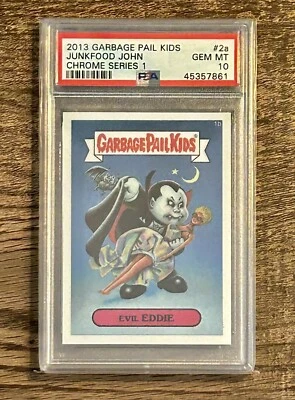 2013 GARBAGE PAIL KIDS #2a
JUNKFOOD JOHN GEM MT
CHROME SERIES 1 10
PSA 45357861
1b
GARBAGE PAIL KIDS
EVIL EDDIE